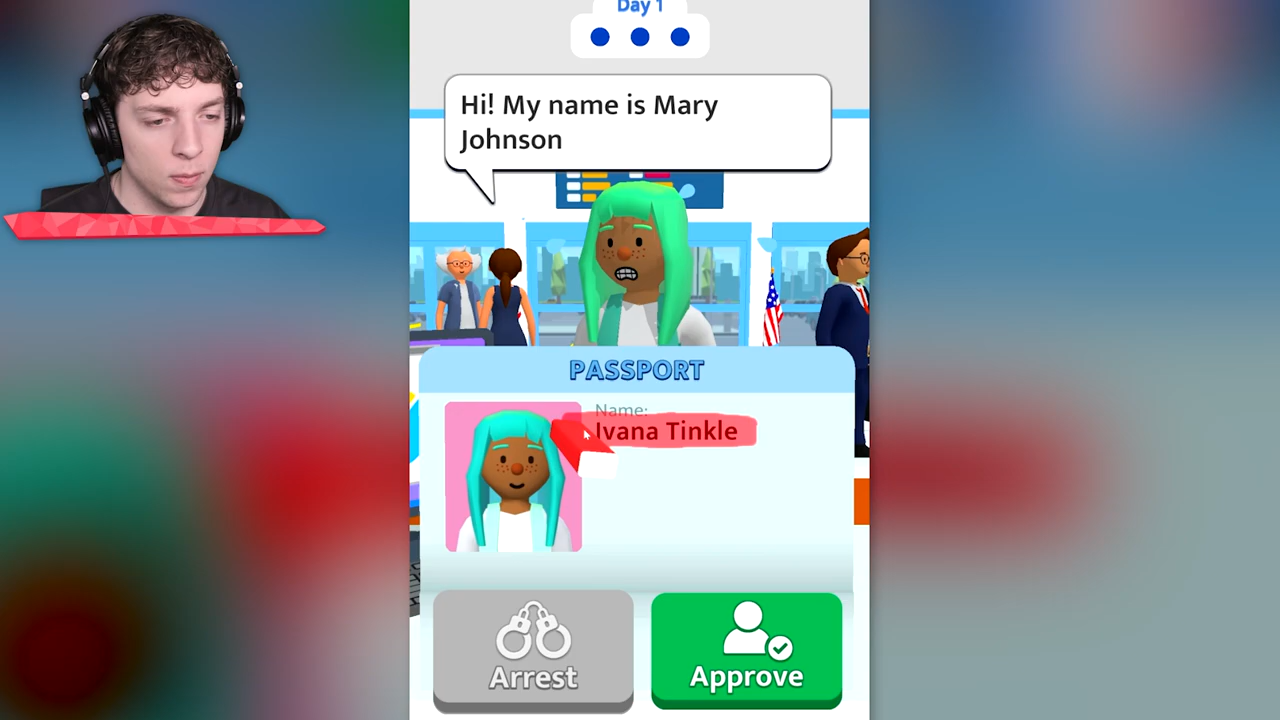 Day 1
Hi! My name is Mary
Johnson
PASSPORT
Name:
Ivana Tinkle
Arrest
Approve